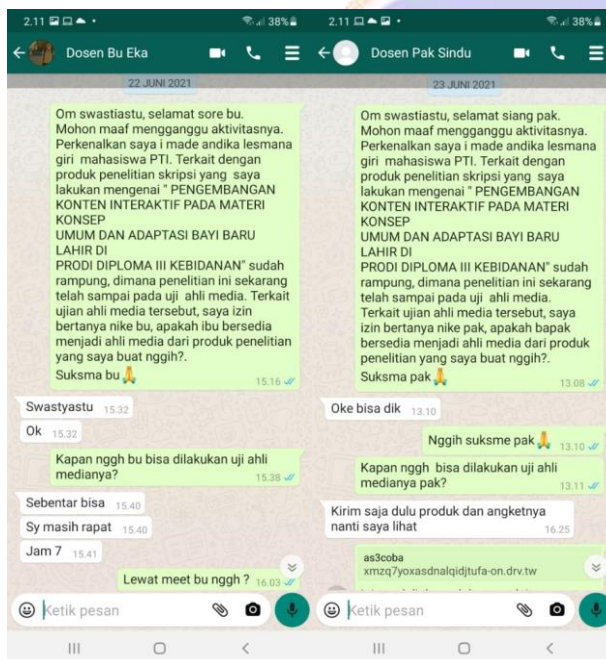 2.11
38%
Dosen Bu Eka
22 JUNI 2021
Om swastiastu, selamat sore bu.
Mohon maaf mengganggu aktivitasnya.
Perkenalkan saya i made andika lesmana
giri mahasiswa PTI. Terkait dengan
produk penelitian skripsi yang saya
lakukan mengenai " PENGEMBANGAN
KONTEN INTERAKTIF PADA MATERI
KONSEP
UMUM DAN ADAPTASI BAYI BARU
LAHIR DI
PRODI DIPLOMA III KEBIDANAN" sudah
rampung, dimana penelitian ini sekarang
telah sampai pada uji ahli media. Terkait
ujian ahli media tersebut, saya izin
bertanya nike bu, apakah ibu bersedia
menjadi ahli media dari produk penelitian
yang saya buat nggih?.
Suksma bu🙏
15.16
Swastyastu 15.32
Ok 15.32
Kapan nggh bu bisa dilakukan uji ahli
medianya? 15.38
Sebentar bisa 15.40
Sy masih rapat 15.40
Jam 7 15.41
Lewat meet bu nggh ? 16.03
Ketik pesan
2.11
38%
Dosen Pak Sindu
23 JUNI 2021
Om swastiastu, selamat siang pak.
Mohon maaf mengganggu aktivitasnya.
Perkenalkan saya i made andika lesmana
giri mahasiswa PTI. Terkait dengan
produk penelitian skripsi yang saya
lakukan mengenai " PENGEMBANGAN
KONTEN INTERAKTIF PADA MATERI
KONSEP
UMUM DAN ADAPTASI BAYI BARU
LAHIR DI
PRODI DIPLOMA III KEBIDANAN" sudah
rampung, dimana penelitian ini sekarang
telah sampai pada uji ahli media.
Terkait ujian ahli media tersebut, saya
izin bertanya nike pak, apakah bapak
bersedia menjadi ahli media dari produk
penelitian yang saya buat nggih?.
Suksma pak🙏
13.08
Oke bisa dik 13.10
Nggih suksme pak🙏 13.10
Kapan nggh bisa dilakukan uji ahli
medianya pak? 13.11
Kirim saja dulu produk dan angketnya
nanti saya lihat 16.25
as3coba
xmzq7yoxasdnalqidjtufa-on.drv.tw
Ketik pesan